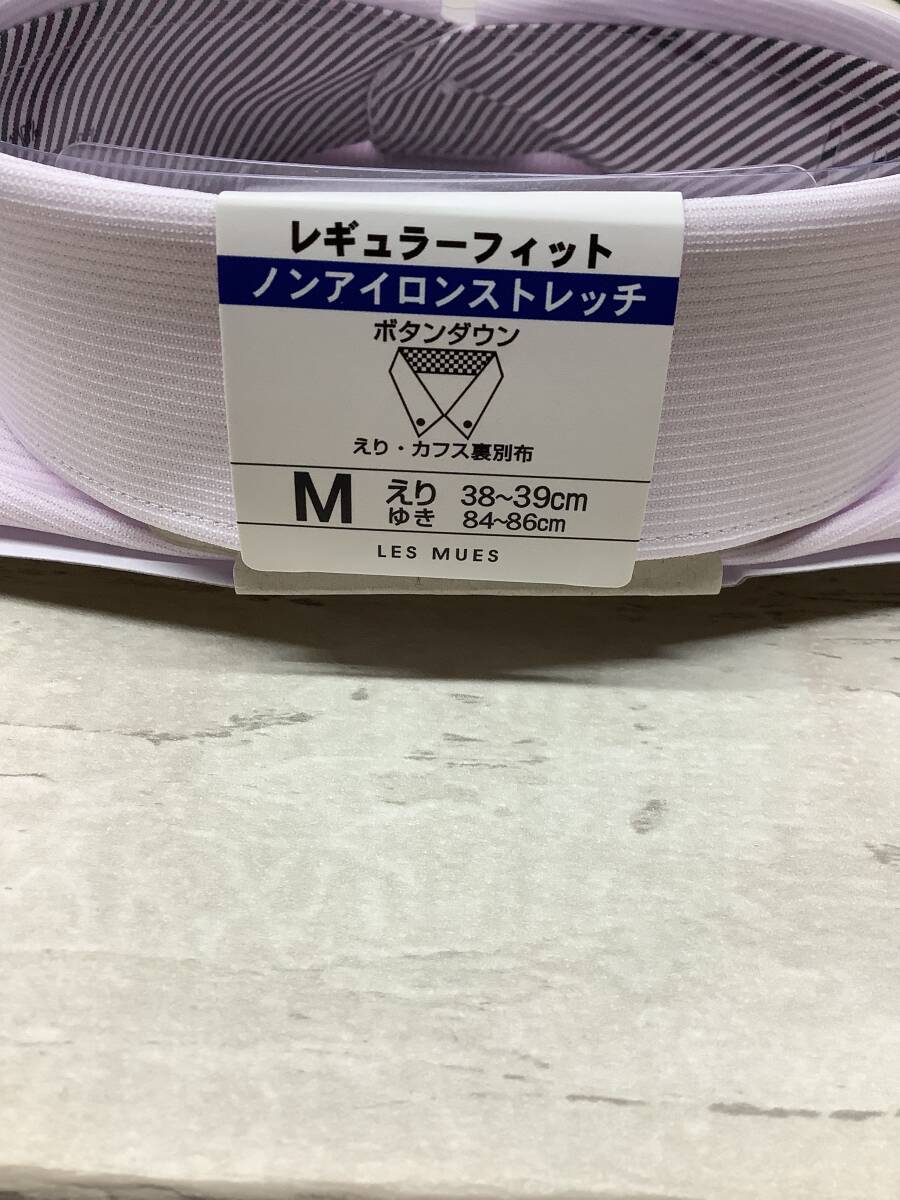 レギュラーフィット
ノンアイロンストレッチ
ボタンダウン
えり・カフス裏別布
M えり 38~39cm
ゆき 84~86cm
LES MUES